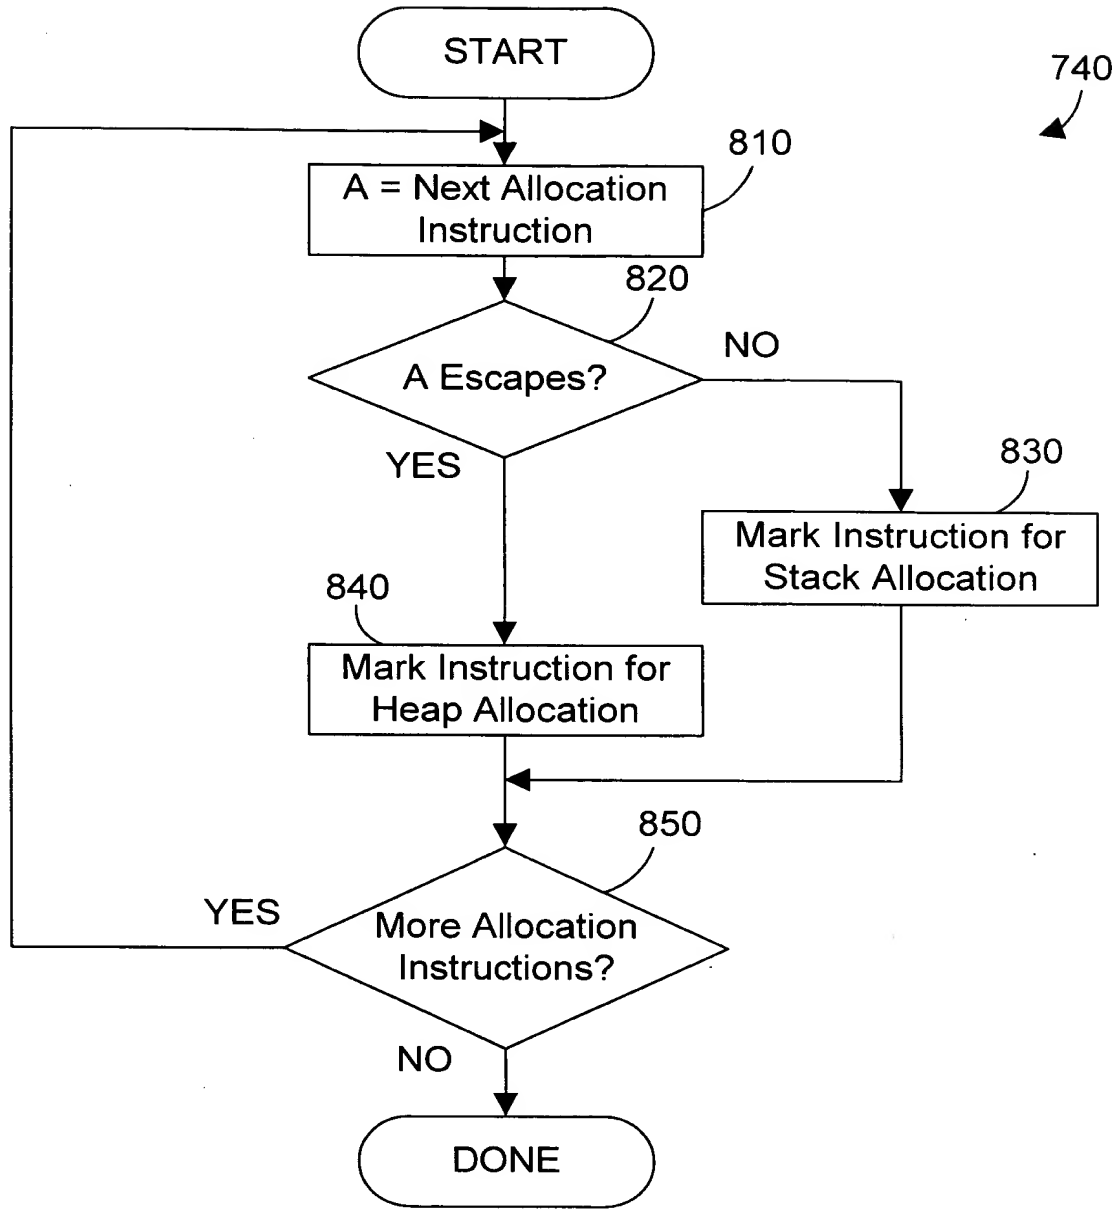 START
740
810
A = Next Allocation
Instruction
820
NO
A Escapes?
YES
830
Mark Instruction for
Stack Allocation
840
Mark Instruction for
Heap Allocation
850
YES
More Allocation
Instructions?
NO
DONE